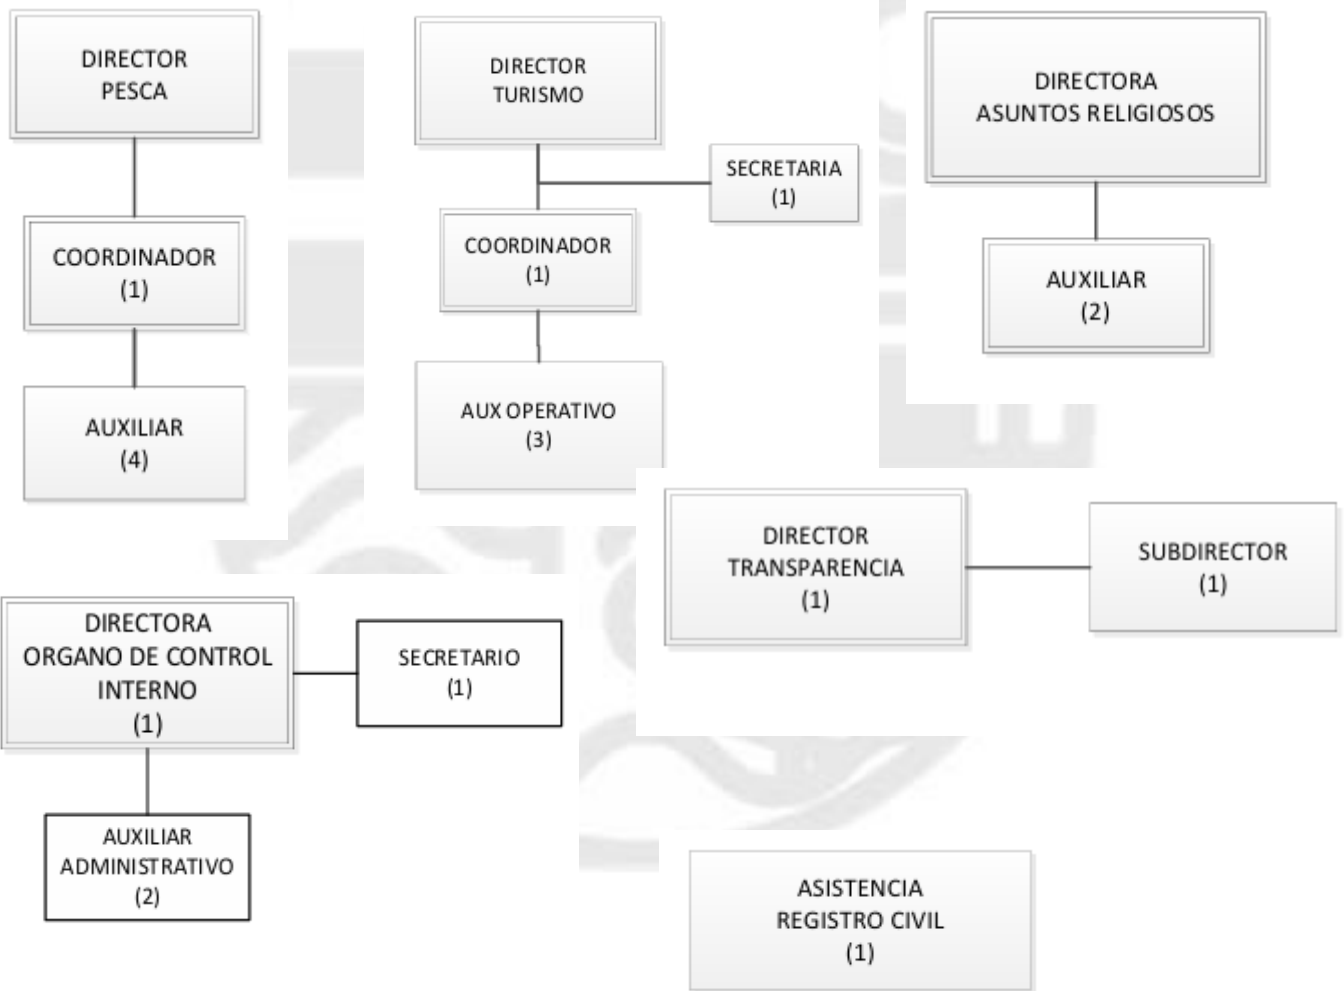 DIRECTOR
PESCA
COORDINADOR
(1)
AUXILIAR
(4)
DIRECTOR
TURISMO
SECRETARIA
(1)
COORDINADOR
(1)
AUX OPERATIVO
(3)
DIRECTORA
ASUNTOS RELIGIOSOS
AUXILIAR
(2)
DIRECTOR
TRANSPARENCIA
(1)
SUBDIRECTOR
(1)
DIRECTORA
ORGANO DE CONTROL
INTERNO
(1)
SECRETARIO
(1)
AUXILIAR
ADMINISTRATIVO
(2)
ASISTENCIA
REGISTRO CIVIL
(1)